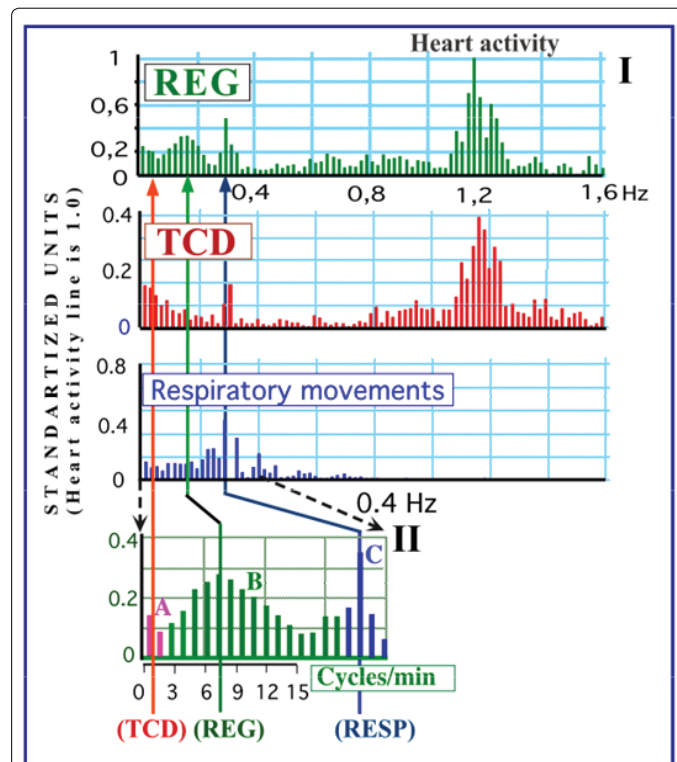 Heart activity
I
REG
1
0,6
0,2
0
0,4 0,8 1,2 1,6 Hz
STANDARTIZED UNITS
(Heart activity line is 1.0)
TCD
0.4
0.2
0
Respiratory movements
0.8
0.4
0
0.4 Hz
II
0.4
0.2
0
A
B
C
0 3 6 9 12 15
Cycles/min
(TCD) (REG) (RESP)